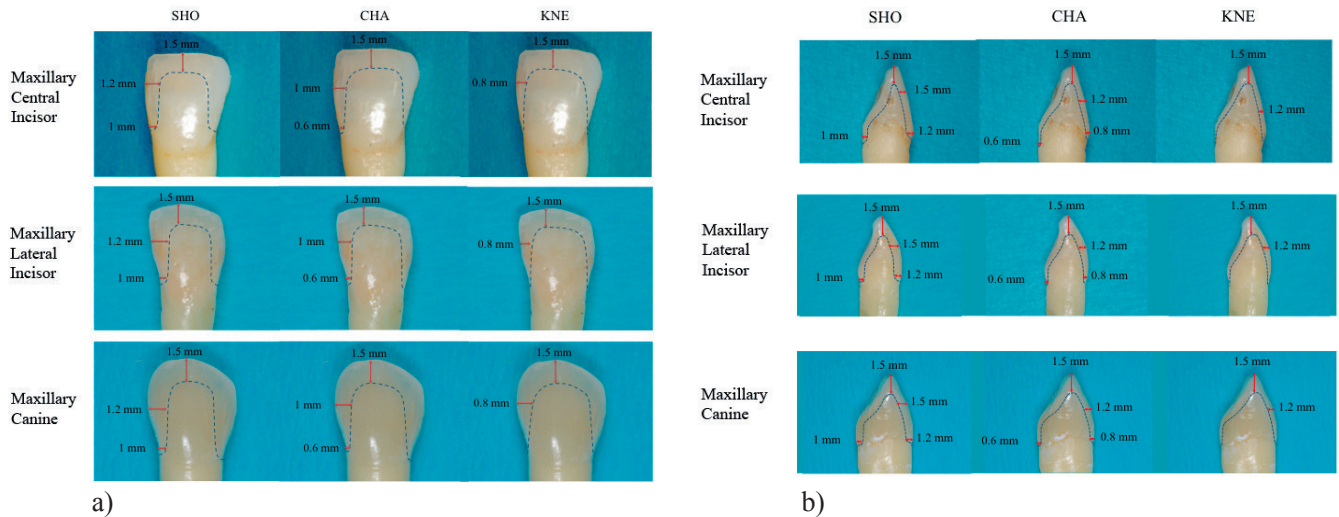 SHO CHA KNE
Maxillary
Central
Incisor
1.5 mm 1.5 mm 1.5 mm
1.2 mm 1 mm 0.8 mm
1 mm 0.6 mm
Maxillary
Lateral
Incisor
1.5 mm 1.5 mm 1.5 mm
1.2 mm 1 mm 0.8 mm
1 mm 0.6 mm
Maxillary
Canine
1.5 mm 1.5 mm 1.5 mm
1.2 mm 1 mm 0.8 mm
1 mm 0.6 mm
a)
SHO CHA KNE
Maxillary
Central
Incisor
1.5 mm 1.5 mm 1.5 mm
1.5 mm 1.2 mm 1.2 mm
1 mm 1.2 mm 0.6 mm 0.8 mm
Maxillary
Lateral
Incisor
1.5 mm 1.5 mm 1.5 mm
1.5 mm 1.2 mm 1.2 mm
1 mm 1.2 mm 0.6 mm 0.8 mm
Maxillary
Canine
1.5 mm 1.5 mm 1.5 mm
1.5 mm 1.2 mm 1.2 mm
1 mm 1.2 mm 0.6 mm 0.8 mm
b)